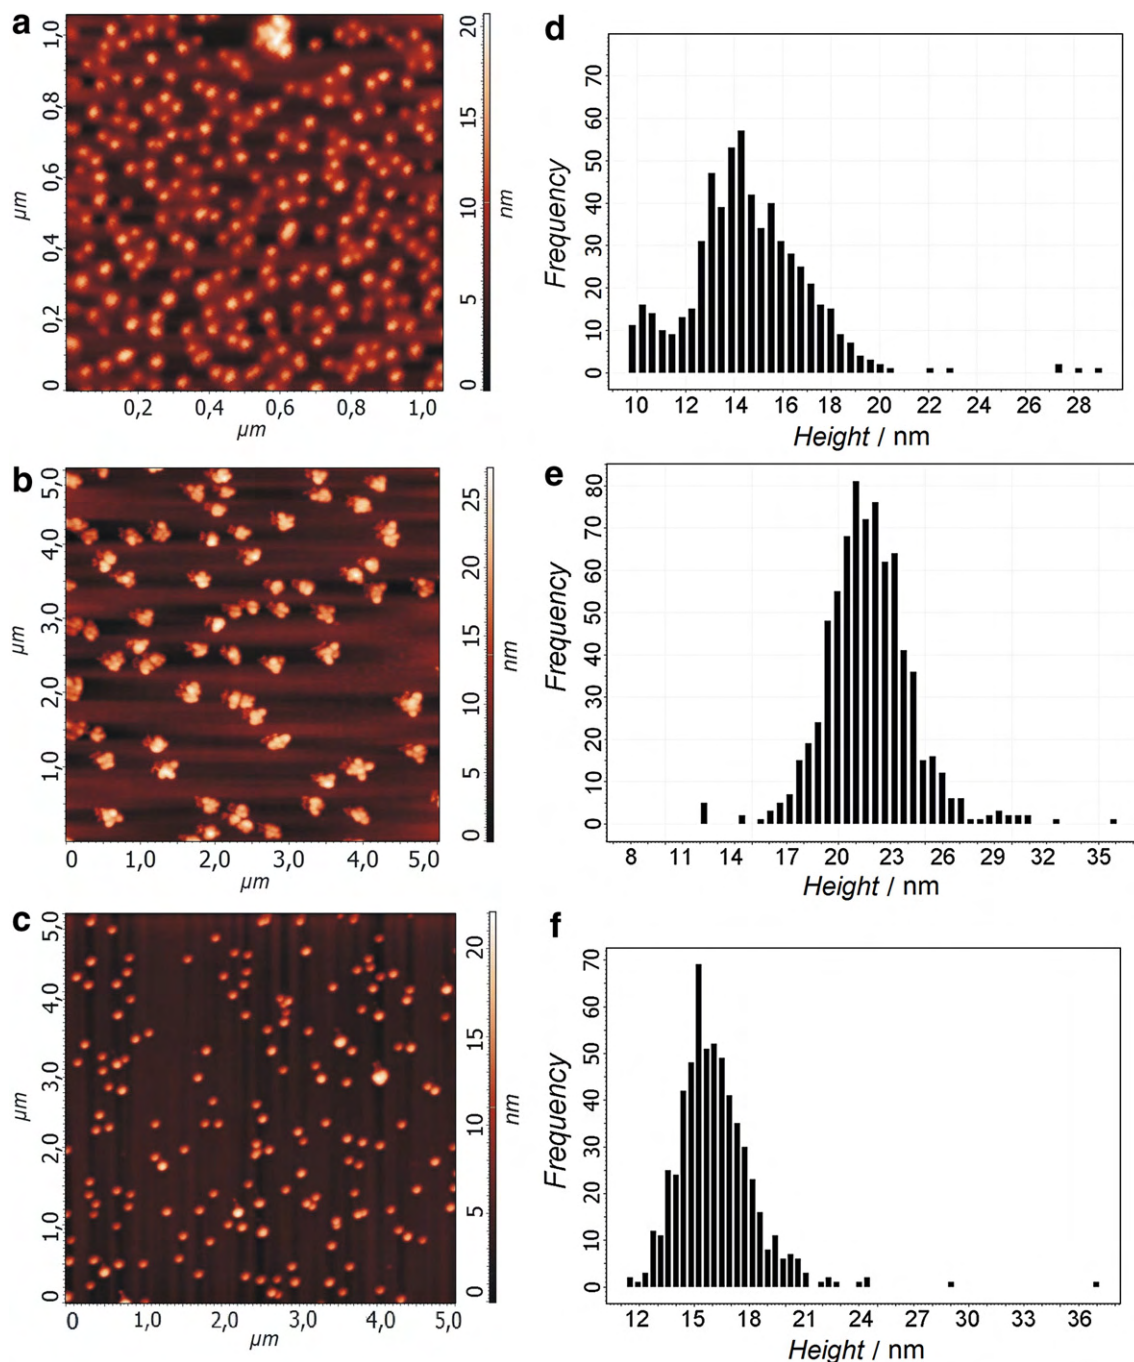 a
1,0
0,8
0,6
0,4
0,2
0
µm
0,2 0,4 0,6 0,8 1,0
µm
20
15
10
5
0
nm
d
70
60
50
40
30
20
10
0
Frequency
10 12 14 16 18 20 22 24 26 28
Height / nm
b
5,0
4,0
3,0
2,0
1,0
µm
0 1,0 2,0 3,0 4,0 5,0
µm
25
20
15
10
5
0
nm
e
80
70
60
50
40
30
20
10
0
Frequency
8 11 14 17 20 23 26 29 32 35
Height / nm
c
5,0
4,0
3,0
2,0
1,0
0
µm
0 1,0 2,0 3,0 4,0 5,0
µm
20
15
10
5
0
nm
f
70
60
50
40
30
20
10
0
Frequency
12 15 18 21 24 27 30 33 36
Height / nm